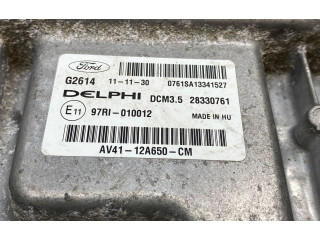 Ford
G2614 11-11-30 0761SA13341527
DELPHI DCM3.5 28330761
E11 97RI-010012 MADE IN HU
AV41-12A650-CM